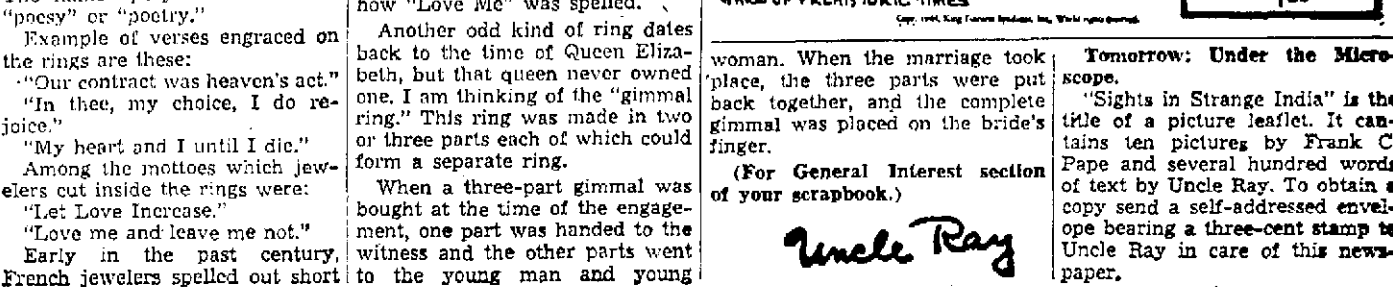 "poesy" or "poetry."
Example of verses engraced on
the rings are these:
"Our contract was heaven's act."
"In thee, my choice, I do re-
joice."
"My heart and I until I die."
Among the mottoes which jew-
elers cut inside the rings were:
"Let Love Increase."
"Love me and leave me not."
Early in the past century,
French jewelers spelled out short
how "Love Me" was spelled.
Another odd kind of ring dates
back to the time of Queen Eliza-
beth, but that queen never owned
one. I am thinking of the "gimmal
ring." This ring was made in two
or three parts each of which could
form a separate ring.
When a three-part gimmal was
bought at the time of the engage-
ment, one part was handed to the
witness and the other parts went
to the young man and young
woman. When the marriage took
place, the three parts were put
back together, and the complete
gimmal was placed on the bride's
finger.
(For General Interest section
of your scrapbook.)
Uncle Ray
Tomorrow: Under the Micro-
scope.
"Sights in Strange India" is the
title of a picture leaflet. It can-
tains ten pictures by Frank C
Pape and several hundred words
of text by Uncle Ray. To obtain a
copy send a self-addressed envel-
ope bearing a three-cent stamp to
Uncle Ray in care of this news-
paper.